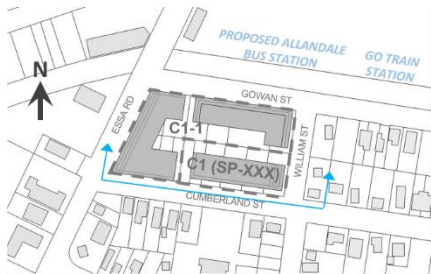 PROPOSED ALLANDALE
BUS STATION
GO TRAIN
STATION
N
GOWAN ST
ESSA RD
C1-1
WILLIAM ST
C1 (SP-XXX)
CUMBERLAND ST